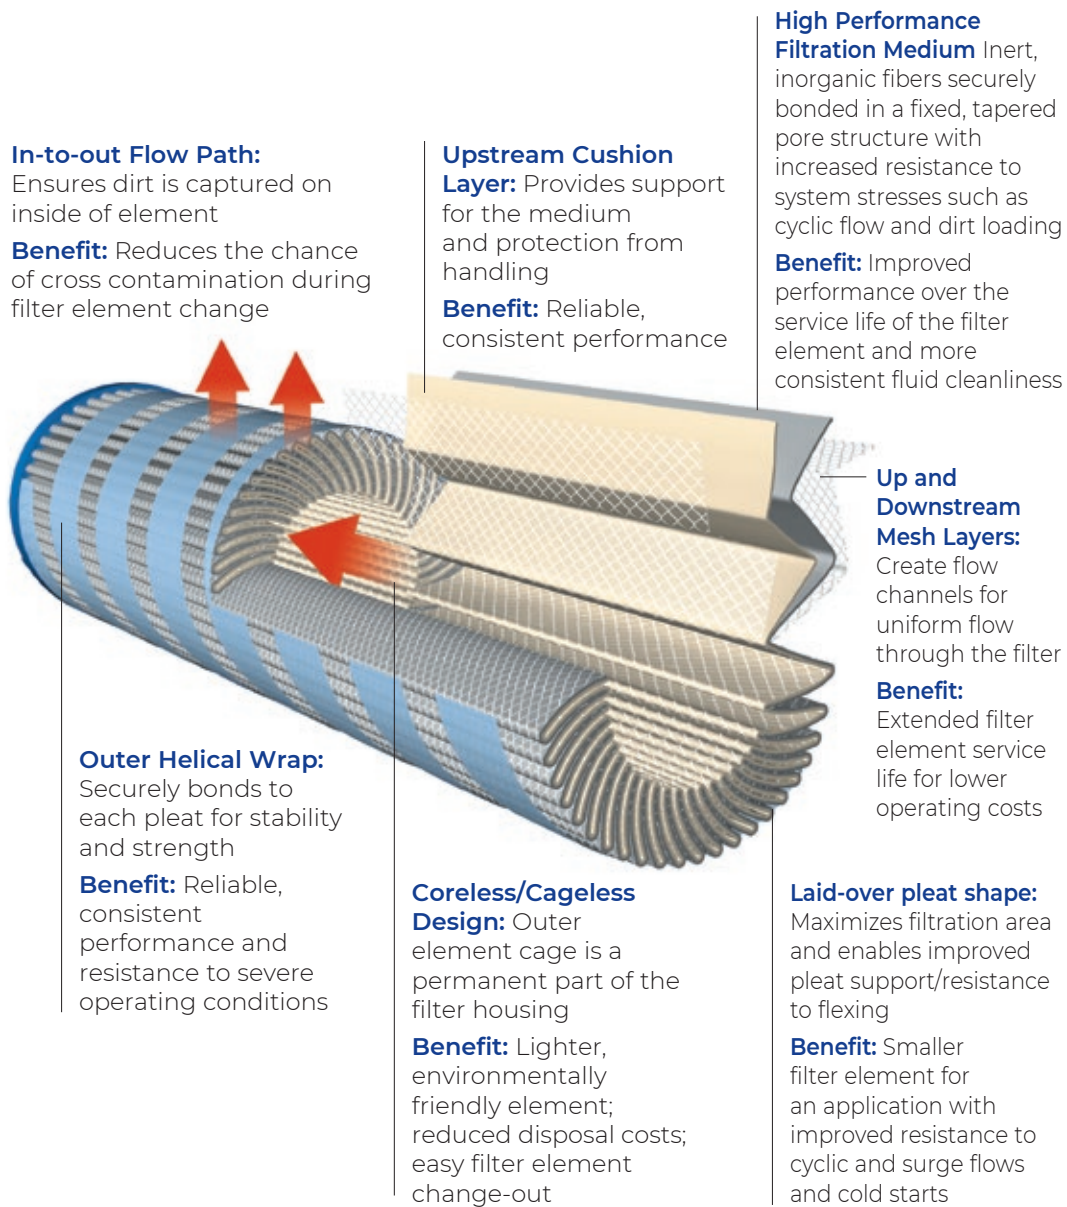 In-to-out Flow Path:
Ensures dirt is captured on
inside of element
Benefit: Reduces the chance
of cross contamination during
filter element change
Upstream Cushion
Layer: Provides support
for the medium
and protection from
handling
Benefit: Reliable,
consistent performance
High Performance
Filtration Medium Inert,
inorganic fibers securely
bonded in a fixed, tapered
pore structure with
increased resistance to
system stresses such as
cyclic flow and dirt loading
Benefit: Improved
performance over the
service life of the filter
element and more
consistent fluid cleanliness
Up and
Downstream
Mesh Layers:
Create flow
channels for
uniform flow
through the filter
Benefit:
Extended filter
element service
life for lower
operating costs
Outer Helical Wrap:
Securely bonds to
each pleat for stability
and strength
Benefit: Reliable,
consistent
performance and
resistance to severe
operating conditions
Coreless/Cageless
Design: Outer
element cage is a
permanent part of the
filter housing
Benefit: Lighter,
environmentally
friendly element;
reduced disposal costs;
easy filter element
change-out
Laid-over pleat shape:
Maximizes filtration area
and enables improved
pleat support/resistance
to flexing
Benefit: Smaller
filter element for
an application with
improved resistance to
cyclic and surge flows
and cold starts